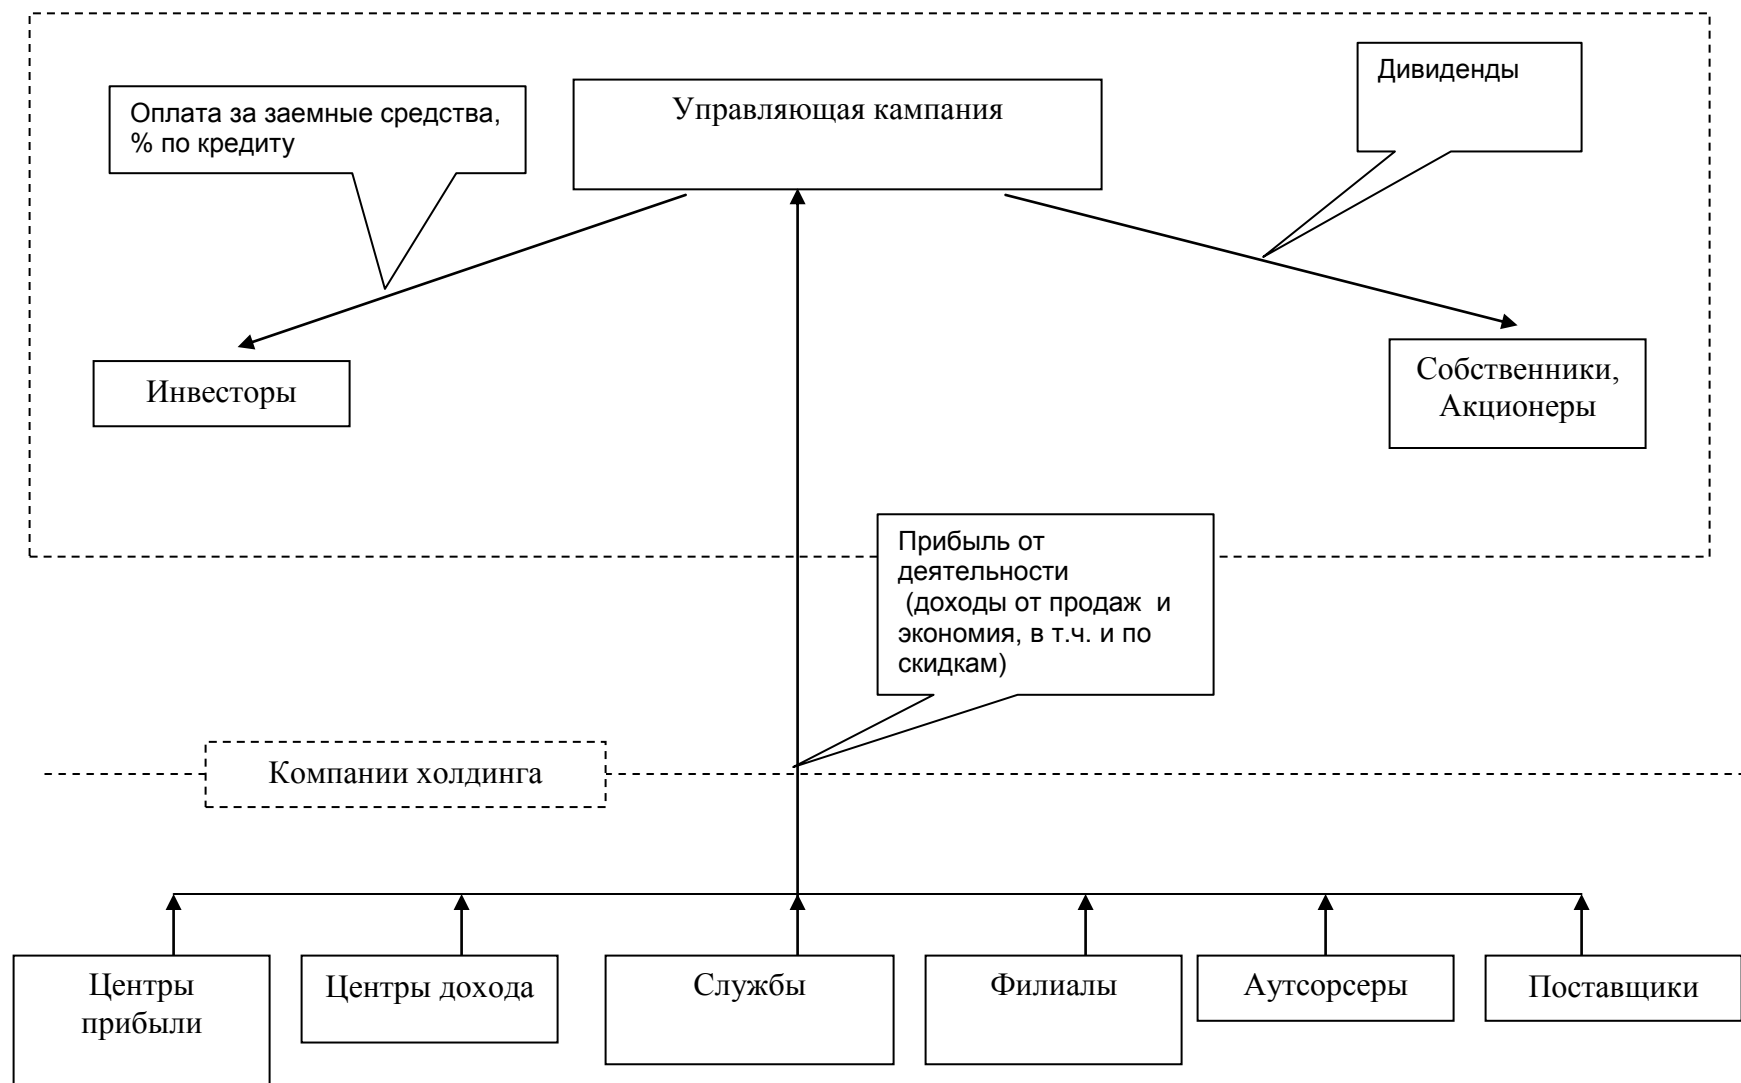 Оплата за заемные средства,
% по кредиту
Управляющая кампания
Дивиденды
Инвесторы
Собственники,
Акционеры
Прибыль от
деятельности
(доходы от продаж и
экономия, в т.ч. и по
скидкам)
Компании холдинга
Центры
прибыли
Центры дохода
Службы
Филиалы
Аутсорсеры
Поставщики